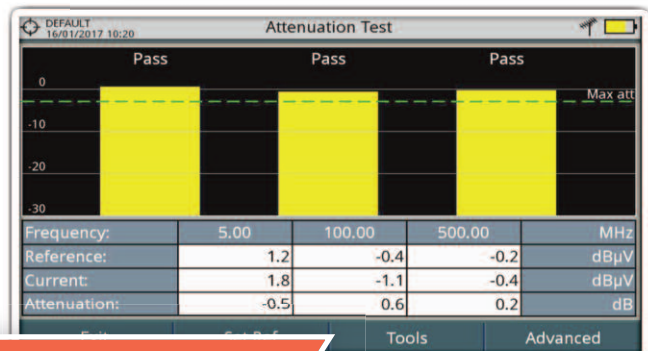 DEFAULT
16/01/2017 10:20
Attenuation Test
Pass Pass Pass
0
Max att
-10
-20
-30
Frequency: 5.00 100.00 500.00 MHz
Reference: 1.2 -0.4 -0.2 dBµV
Current: 1.8 -1.1 -0.4 dBµV
Attenuation: -0.5 0.6 0.2 dB
Tools Advanced